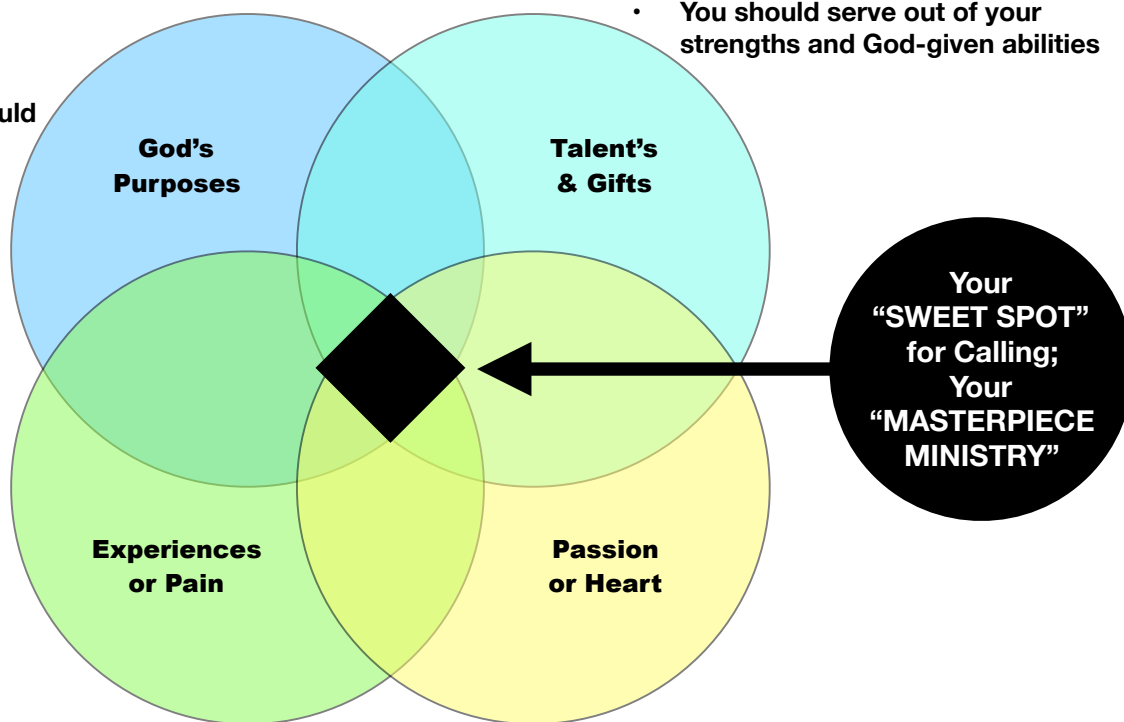 • You should serve out of your
strengths and God-given abilities
God's
Purposes
Talent's
& Gifts
Your
“SWEET SPOT”
for Calling;
Your
“MASTERPIECE
MINISTRY”
Experiences
or Pain
Passion
or Heart